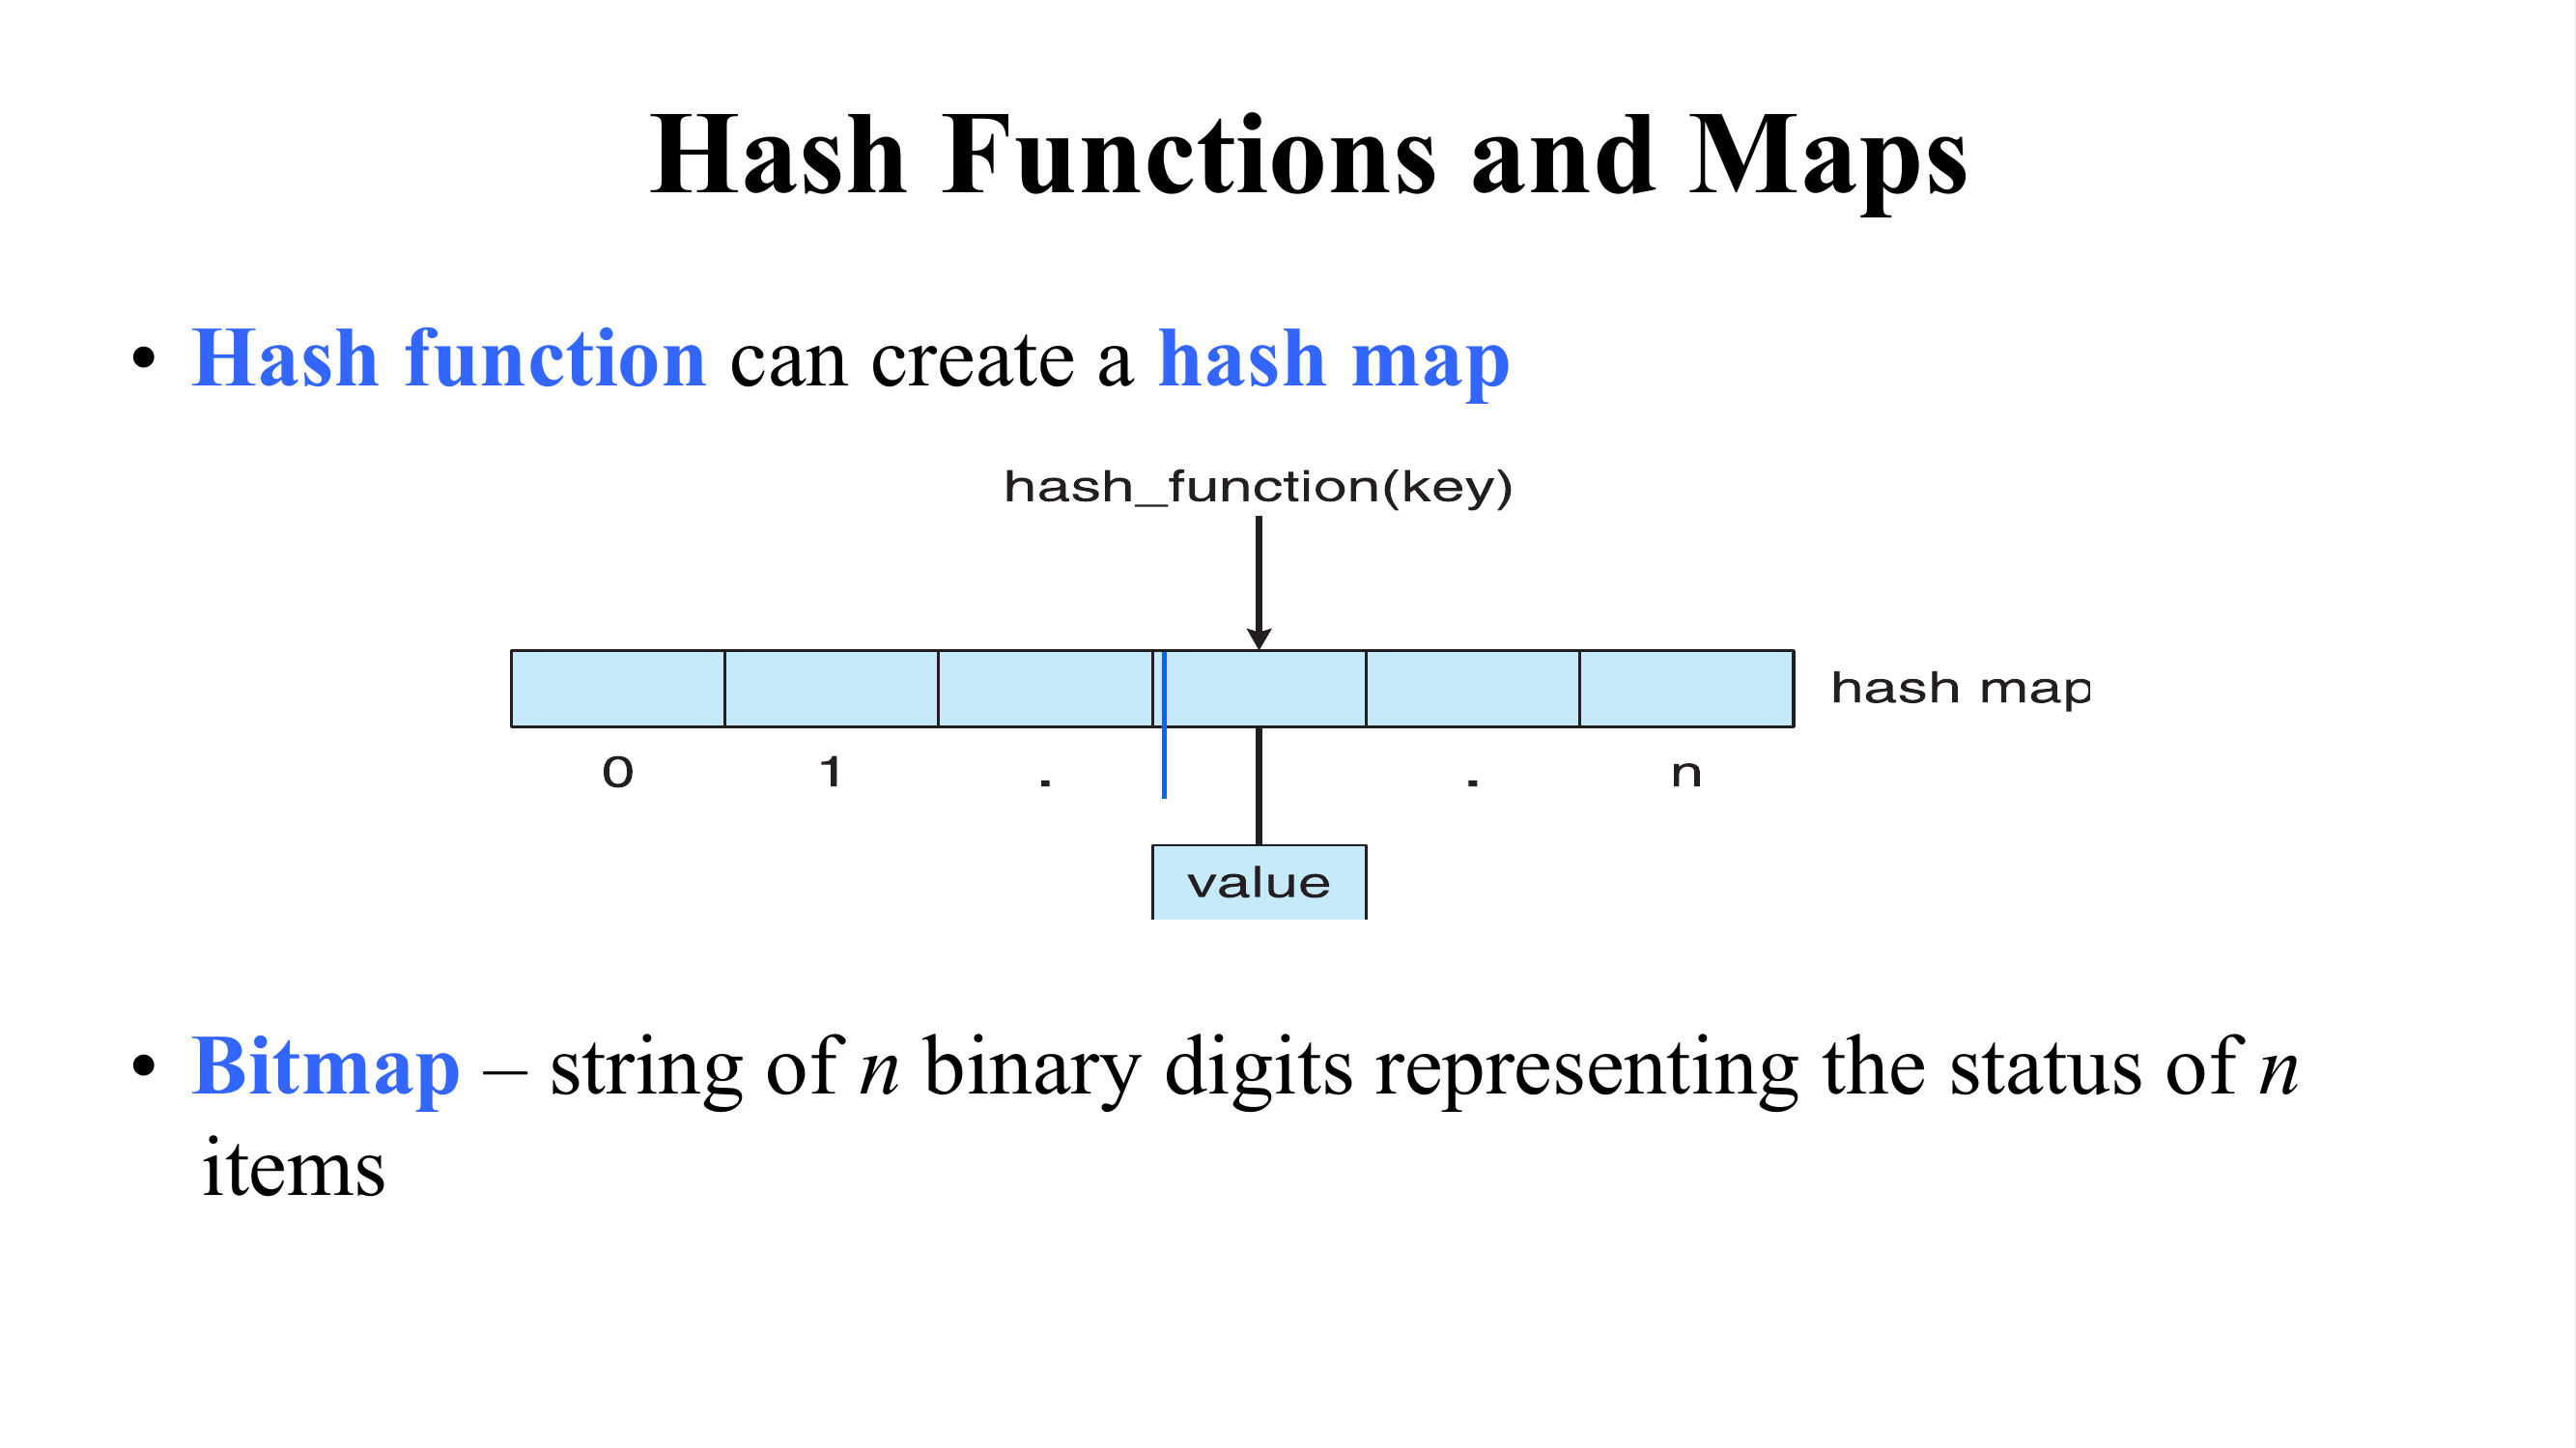 Hash Functions and Maps
• Hash function can create a hash map
hash_function(key)
hash map
0 1 . . n
value
• Bitmap – string of n binary digits representing the status of n
items